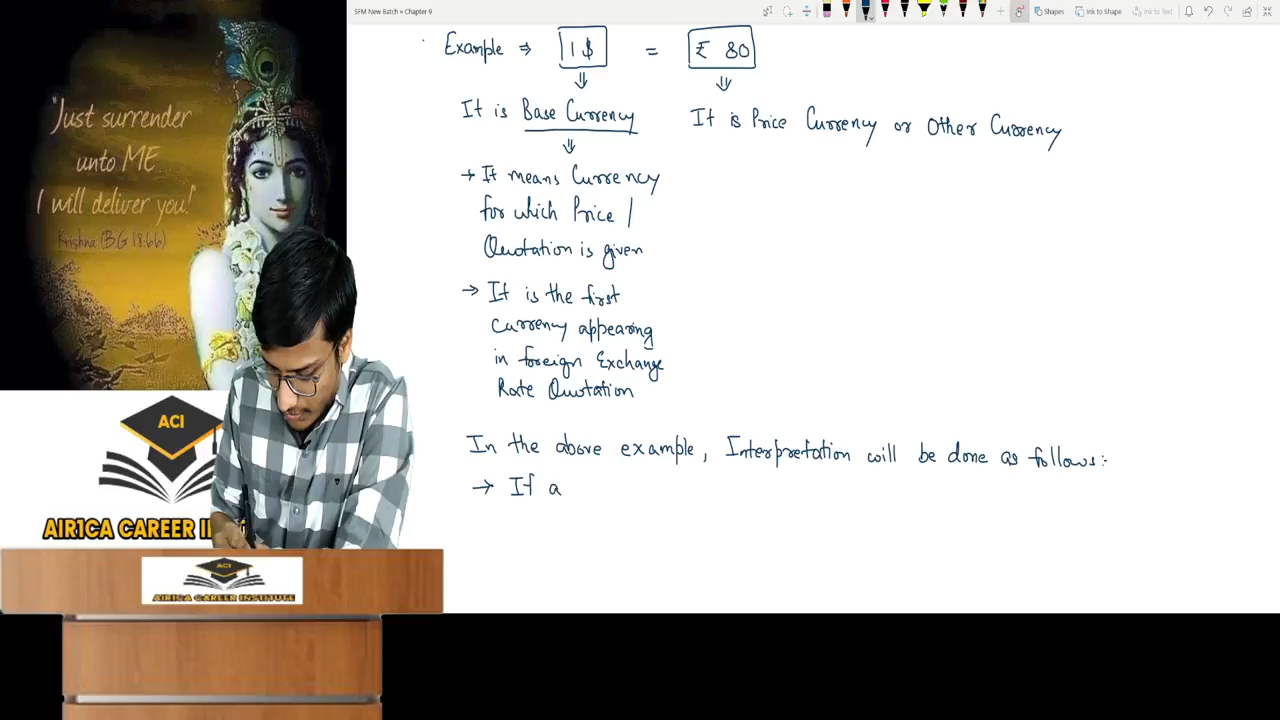 SFM New Batch » Chapter 9
Shapes
Ink to Shape
Ink to Text
"Just surrender
unto ME
I will deliver you!"
Krishna (B.G 18:66)
Example ⇒ 1 $ = ₹ 80
It is Base Currency
It is Price Currency or Other Currency
→ It means Currency
for which Price /
Quotation is given
→ It is the first
Currency appearing
in foreign Exchange
Rate Quotation
In the above example, Interpretation will be done as follows:-
→ If a
ACI
AIR1CA CAREER
ACI
AIR1CA CAREER INSTITUTE